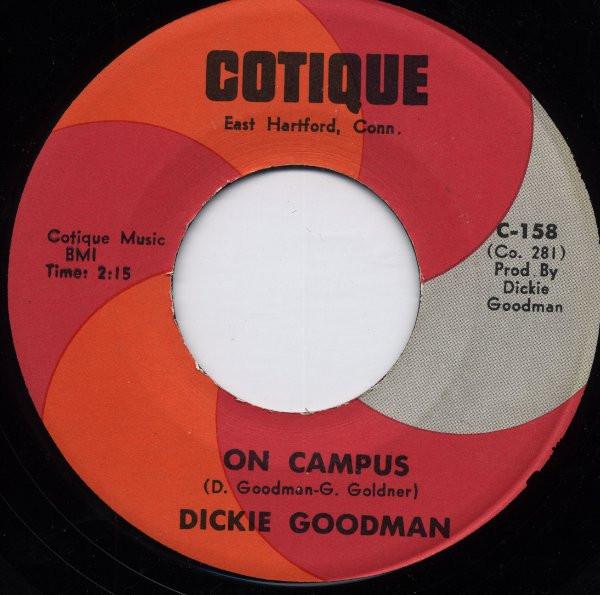 COTIQUE
East Hartford, Conn.
Cotique Music
BMI
Time: 2:15
C-158
(Co. 281)
Prod By
Dickie
Goodman
ON CAMPUS
(D. Goodman-G. Goldner)
DICKIE GOODMAN